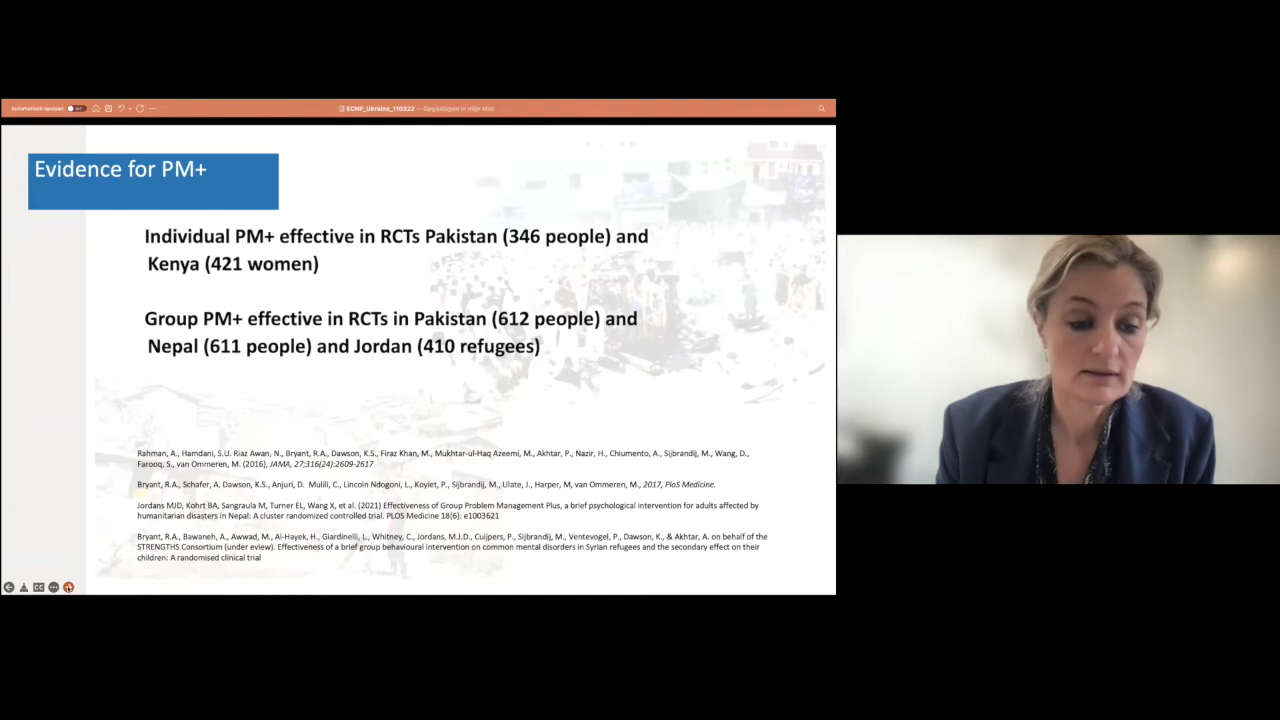 Automatisch opslaan
ECNP_Ukraine_110322 — Opgeslagen in mijn Mac
Evidence for PM+
Individual PM+ effective in RCTs Pakistan (346 people) and
Kenya (421 women)
Group PM+ effective in RCTs in Pakistan (612 people) and
Nepal (611 people) and Jordan (410 refugees)
Rahman, A., Hamdani, S.U. Riaz Awan, N., Bryant, R.A., Dawson, K.S., Firaz Khan, M., Mukhtar-ul-Haq Azeemi, M., Akhtar, P., Nazir, H., Chiumento, A., Sijbrandij, M., Wang, D.,
Farooq, S., van Ommeren, M. (2016), JAMA, 27;316(24):2609-2617
Bryant, R.A., Schafer, A. Dawson, K.S., Anjuri, D. Mulili, C., Lincoln Ndogoni, L., Koyiet, P., Sijbrandij, M., Ulate, J., Harper, M, van Ommeren, M., 2017, PloS Medicine.
Jordans MJD, Kohrt BA, Sangraula M, Turner EL, Wang X, et al. (2021) Effectiveness of Group Problem Management Plus, a brief psychological intervention for adults affected by
humanitarian disasters in Nepal: A cluster randomized controlled trial. PLOS Medicine 18(6): e1003621
Bryant, R.A., Bawaneh, A., Awwad, M., Al-Hayek, H., Giardinelli, L., Whitney, C., Jordans, M.J.D., Cuijpers, P., Sijbrandij, M., Ventevogel, P., Dawson, K., & Akhtar, A. on behalf of the
STRENGTHS Consortium (under eview). Effectiveness of a brief group behavioural intervention on common mental disorders in Syrian refugees and the secondary effect on their
children: A randomised clinical trial
CC